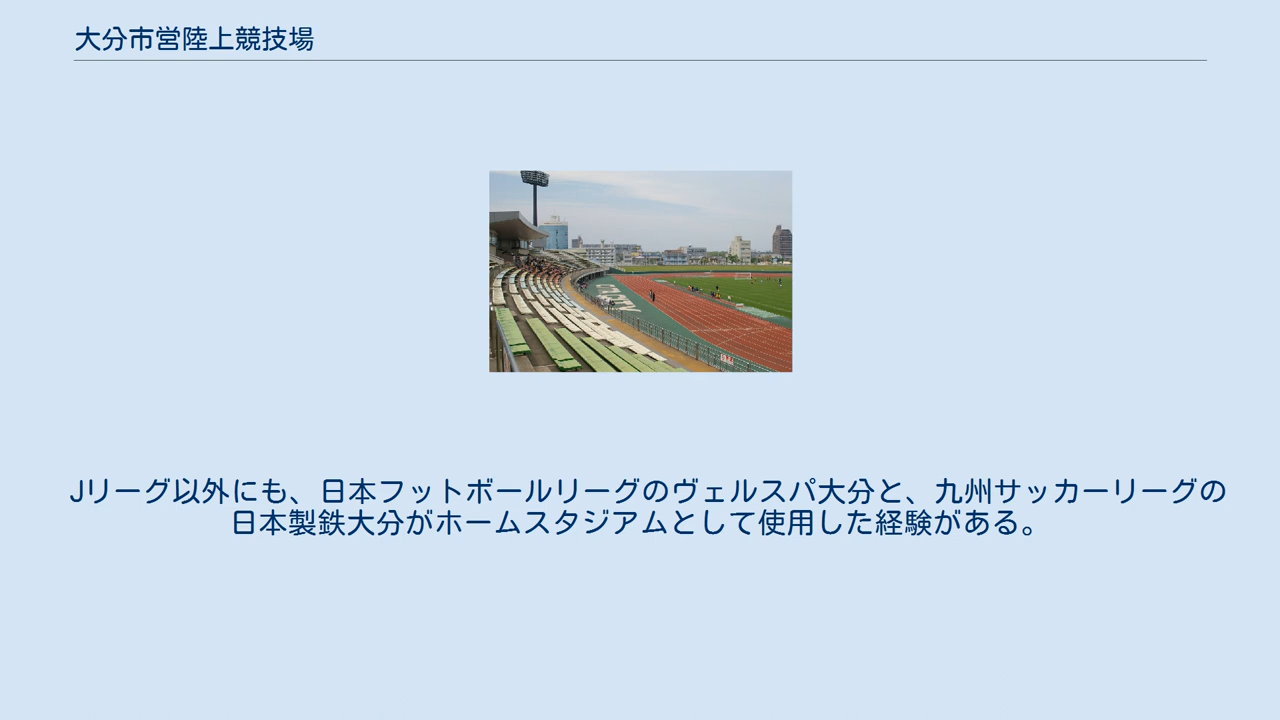 大分市営陸上競技場
OITA CITY
Jリーグ以外にも、日本フットボールリーグのヴェルスパ大分と、九州サッカーリーグの
日本製鉄大分がホームスタジアムとして使用した経験がある。